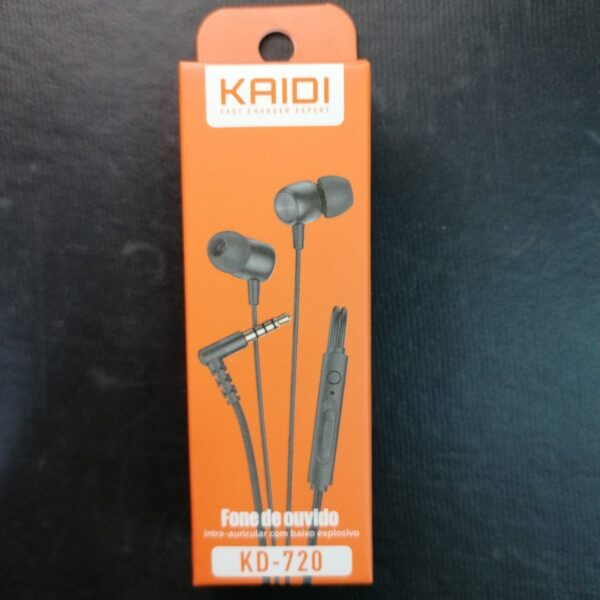 KAIDI
FAST CHARGER EXPERT
Fone de ouvido
intra-auricular com baixo explosivo
KD-720